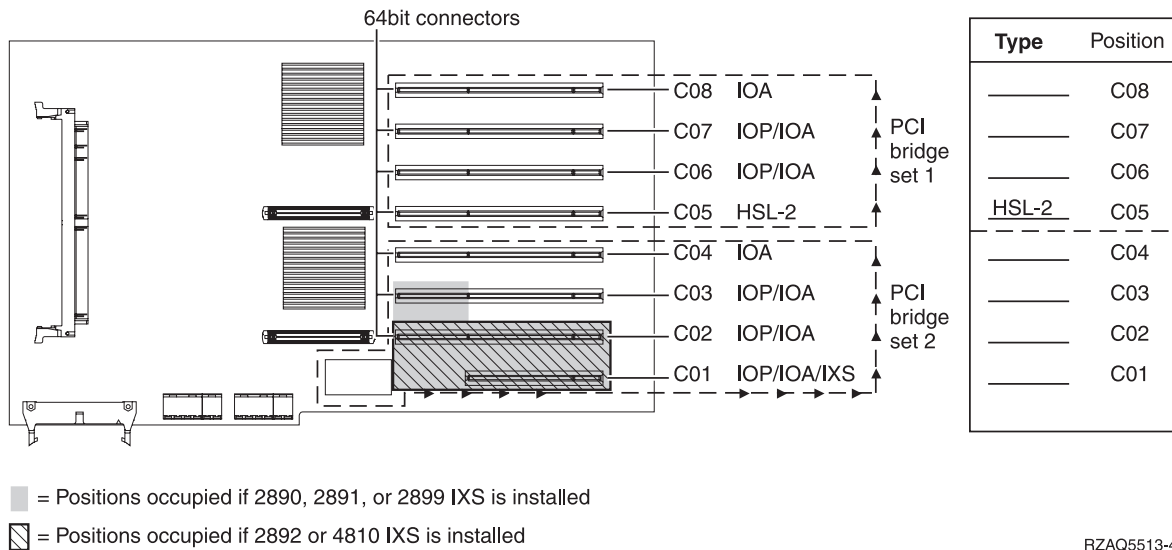 64bit connectors
Type Position
C08 IOA
C07 IOP/IOA
C06 IOP/IOA
C05 HSL-2
PCI
bridge
set 1
C04 IOA
C03 IOP/IOA
C02 IOP/IOA
C01 IOP/IOA/IXS
PCI
bridge
set 2
C08
C07
C06
HSL-2 C05
C04
C03
C02
C01
= Positions occupied if 2890, 2891, or 2899 IXS is installed
= Positions occupied if 2892 or 4810 IXS is installed